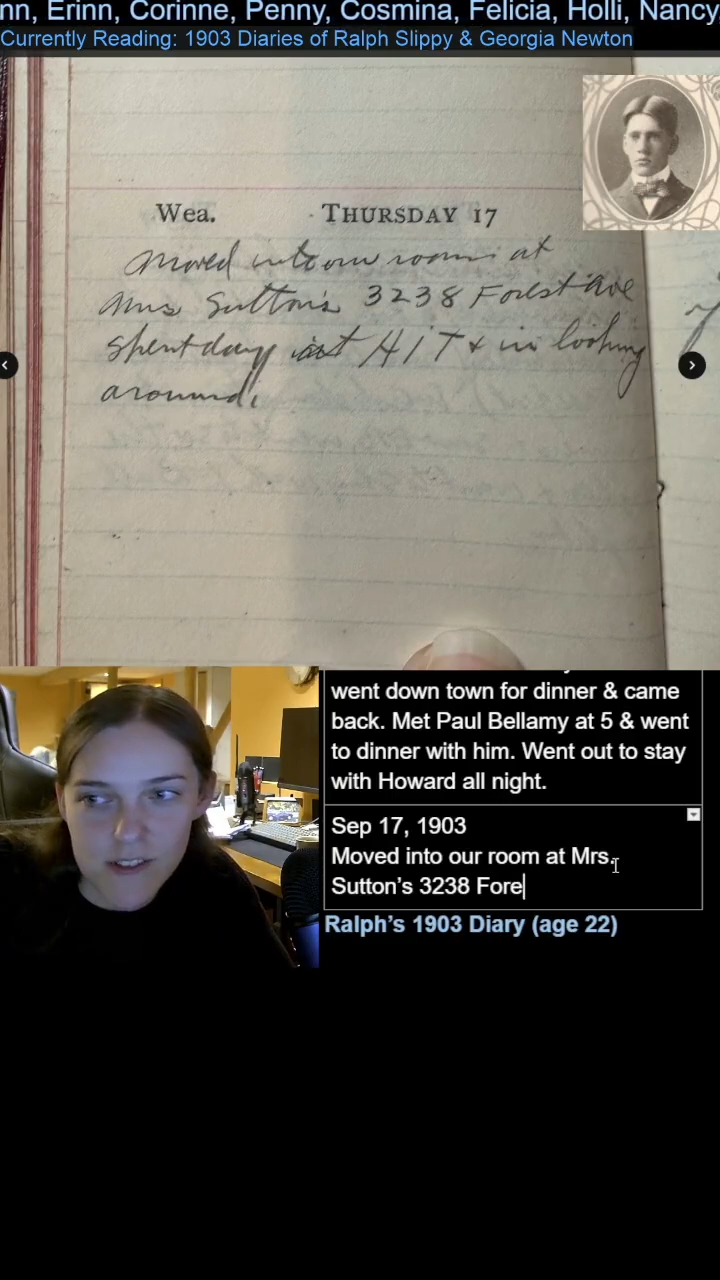 nn, Erinn, Corinne, Penny, Cosmina, Felicia, Holli, Nancy,
Currently Reading: 1903 Diaries of Ralph Slippy & Georgia Newton
Wea. THURSDAY 17
Moved into our room at
Mrs Sutton's 3238 Forest ave
Spent day at HIT & in looking
around.
went down town for dinner & came
back. Met Paul Bellamy at 5 & went
to dinner with him. Went out to stay
with Howard all night.
Sep 17, 1903
Moved into our room at Mrs.
Sutton's 3238 Fore
Ralph's 1903 Diary (age 22)